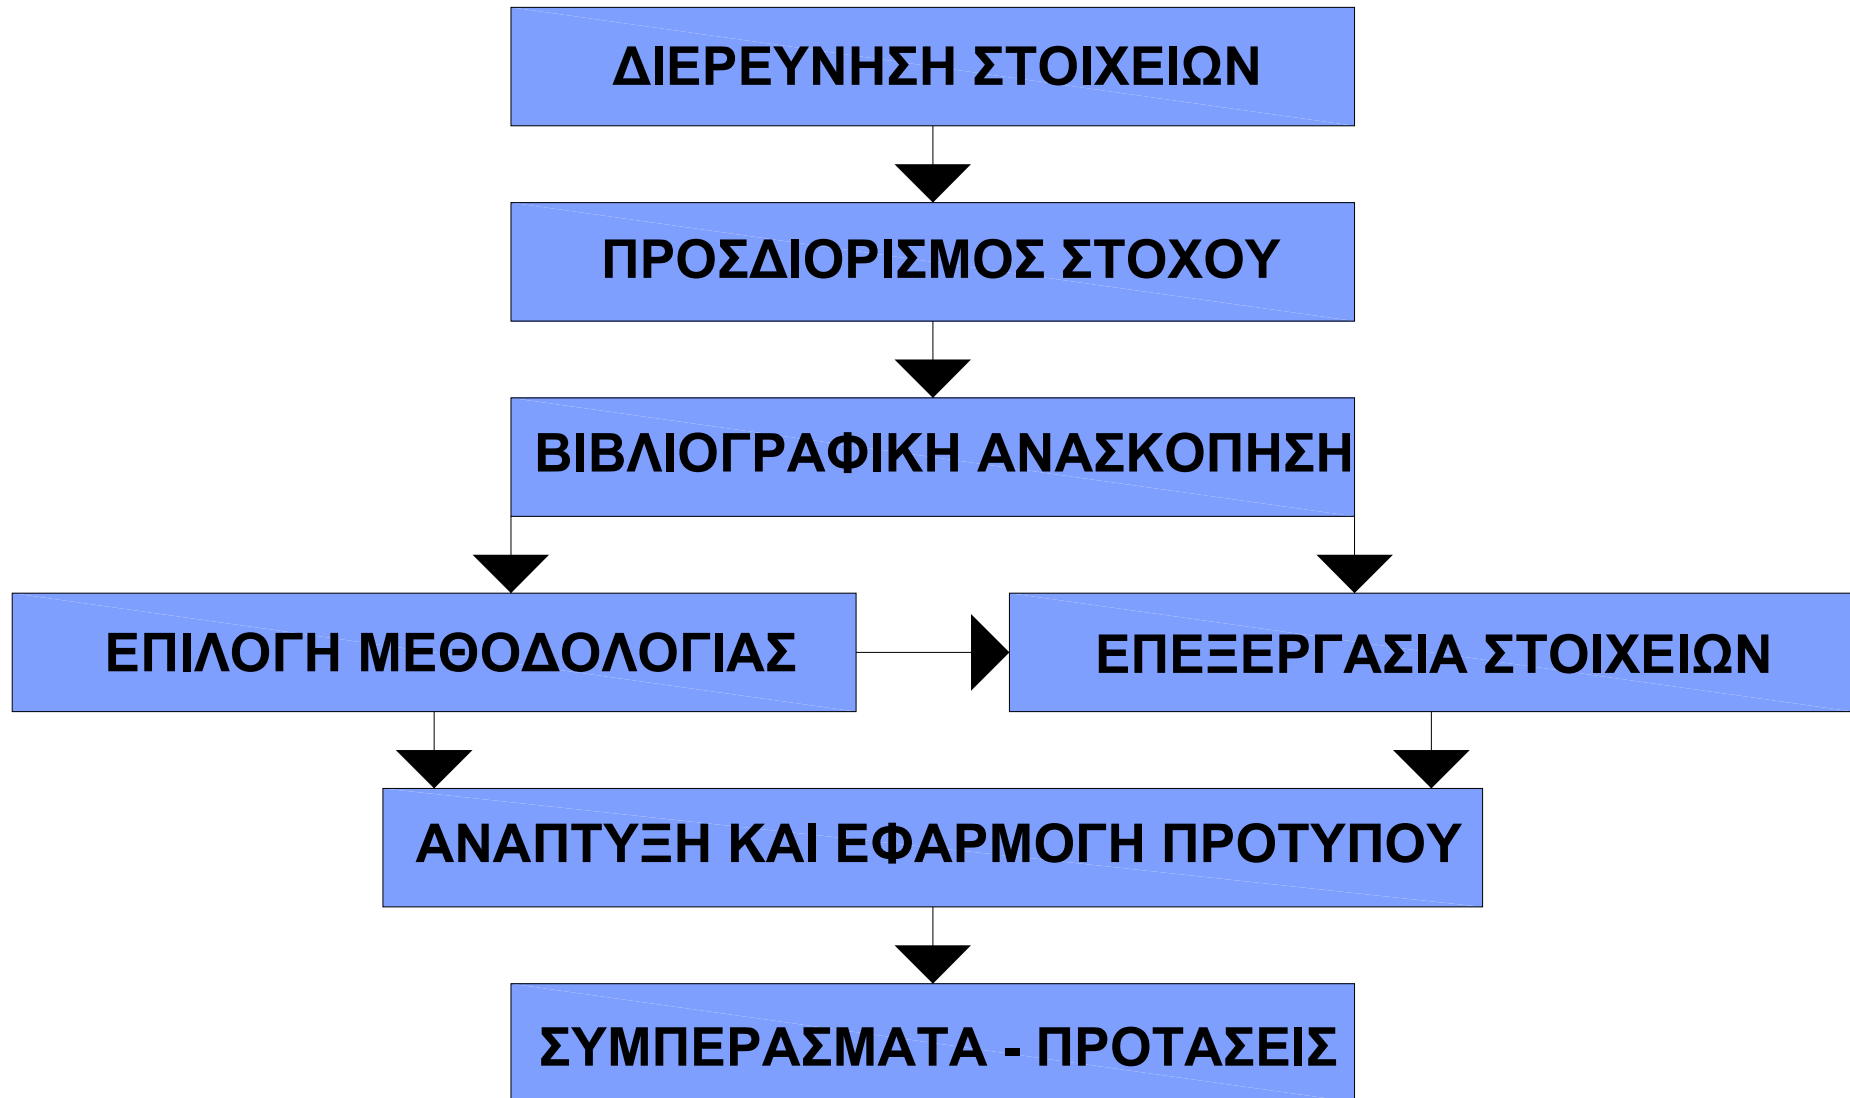 ΔΙΕΡΕΥΝΗΣΗ ΣΤΟΙΧΕΙΩΝ
ΠΡΟΣΔΙΟΡΙΣΜΟΣ ΣΤΟΧΟΥ
ΒΙΒΛΙΟΓΡΑΦΙΚΗ ΑΝΑΣΚΟΠΗΣΗ
ΕΠΙΛΟΓΗ ΜΕΘΟΔΟΛΟΓΙΑΣ
ΕΠΕΞΕΡΓΑΣΙΑ ΣΤΟΙΧΕΙΩΝ
ΑΝΑΠΤΥΞΗ ΚΑΙ ΕΦΑΡΜΟΓΗ ΠΡΟΤΥΠΟΥ
ΣΥΜΠΕΡΑΣΜΑΤΑ - ΠΡΟΤΑΣΕΙΣ